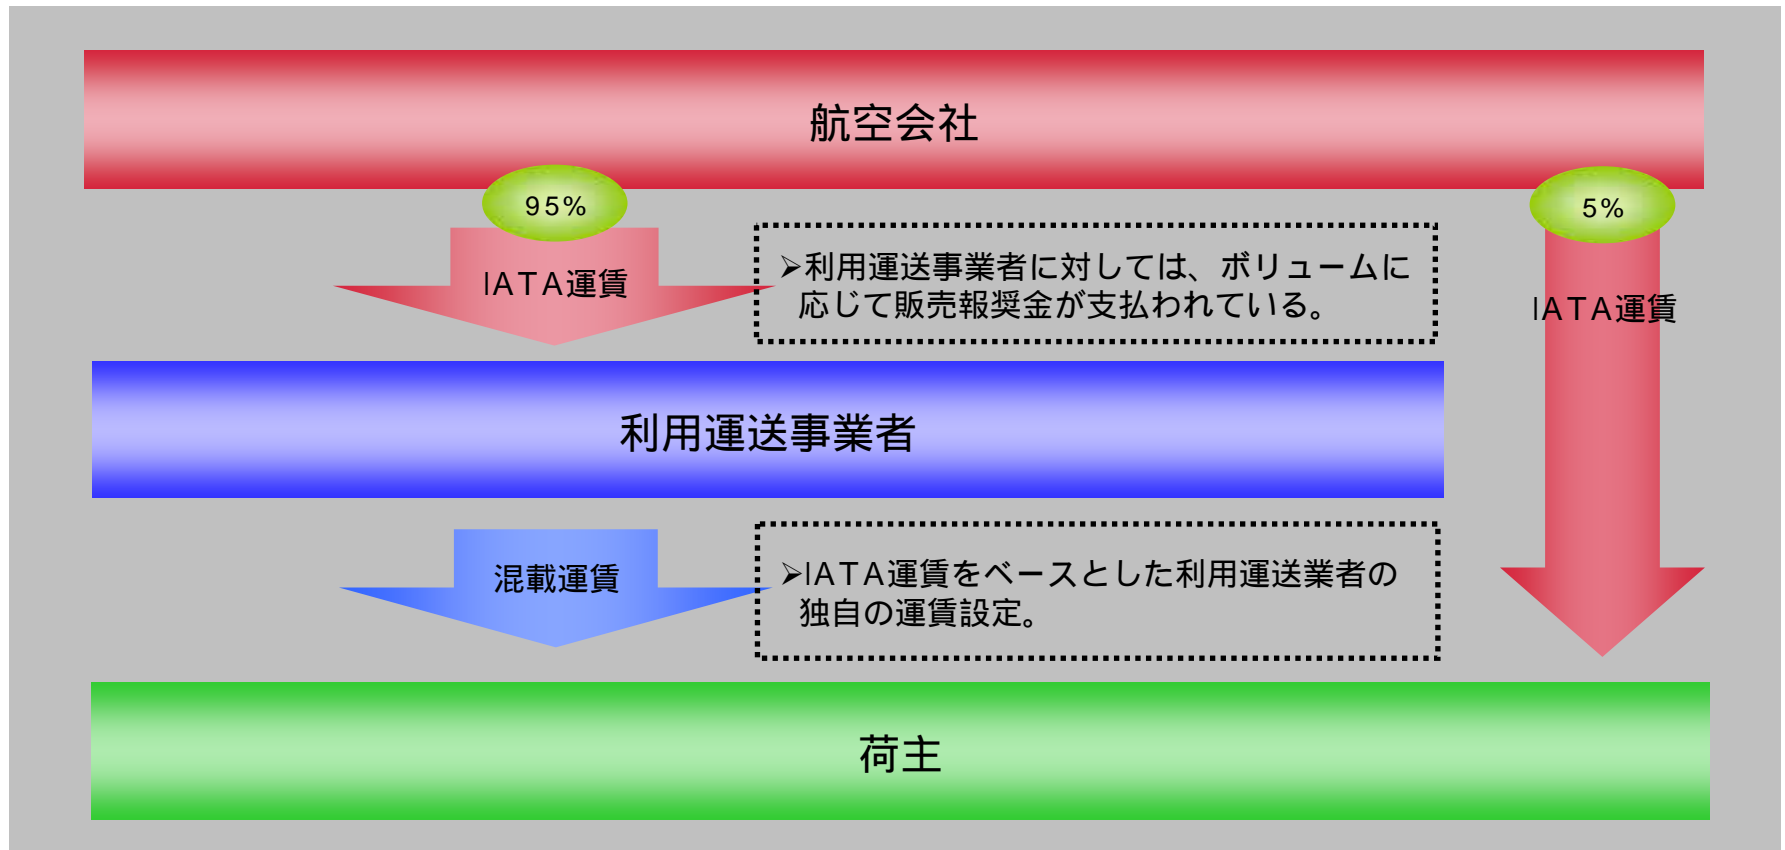 航空会社
95%
5%
IATA運賃
➢利用運送事業者に対しては、ボリュームに
応じて販売報奨金が支払われている。
IATA運賃
利用運送事業者
混載運賃
➢IATA運賃をベースとした利用運送業者の
独自の運賃設定。
荷主